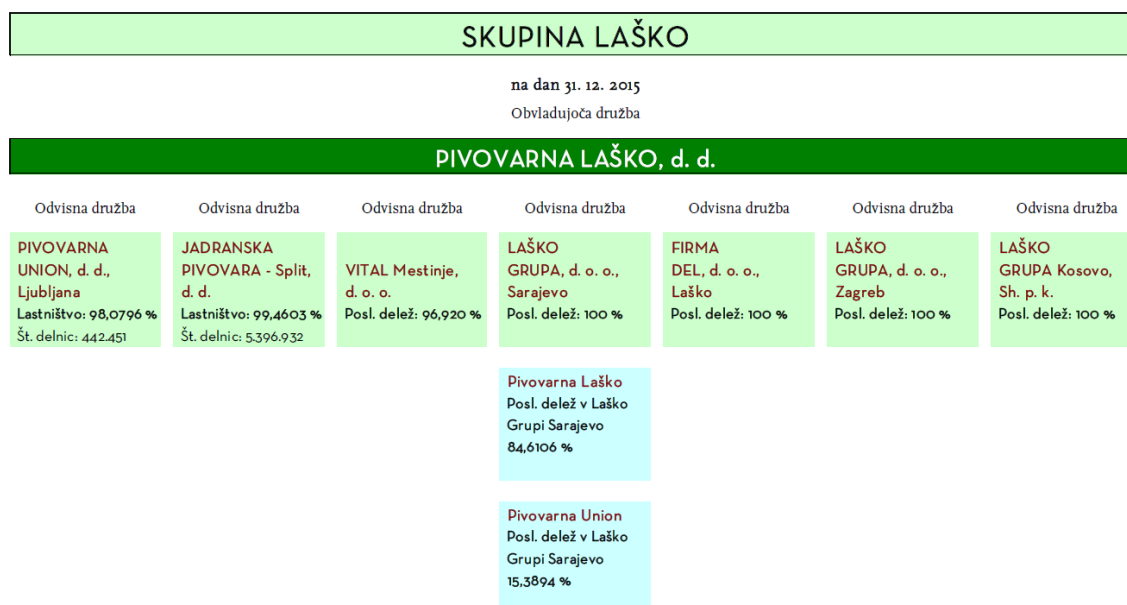 SKUPINA LAŠKO
na dan 31. 12. 2015
Obvladujoča družba
PIVOVARNA LAŠKO, d. d.
Odvisna družba
PIVOVARNA
UNION, d. d.,
Ljubljana
Lastništvo: 98,0796 %
Št. delnic: 442.451
Odvisna družba
JADRANSKA
PIVOVARA - Split,
d. d.
Lastništvo: 99,4603 %
Št. delnic: 5.396.932
Odvisna družba
VITAL Mestinje,
d. o. o.
Posl. delež: 96,920 %
Odvisna družba
LAŠKO
GRUPA, d. o. o.,
Sarajevo
Posl. delež: 100 %
Pivovarna Laško
Posl. delež v Laško
Grupi Sarajevo
84,6106 %
Pivovarna Union
Posl. delež v Laško
Grupi Sarajevo
15,3894 %
Odvisna družba
FIRMA
DEL, d. o. o.,
Laško
Posl. delež: 100 %
Odvisna družba
LAŠKO
GRUPA, d. o. o.,
Zagreb
Posl. delež: 100 %
Odvisna družba
LAŠKO
GRUPA Kosovo,
Sh. p. k.
Posl. delež: 100 %